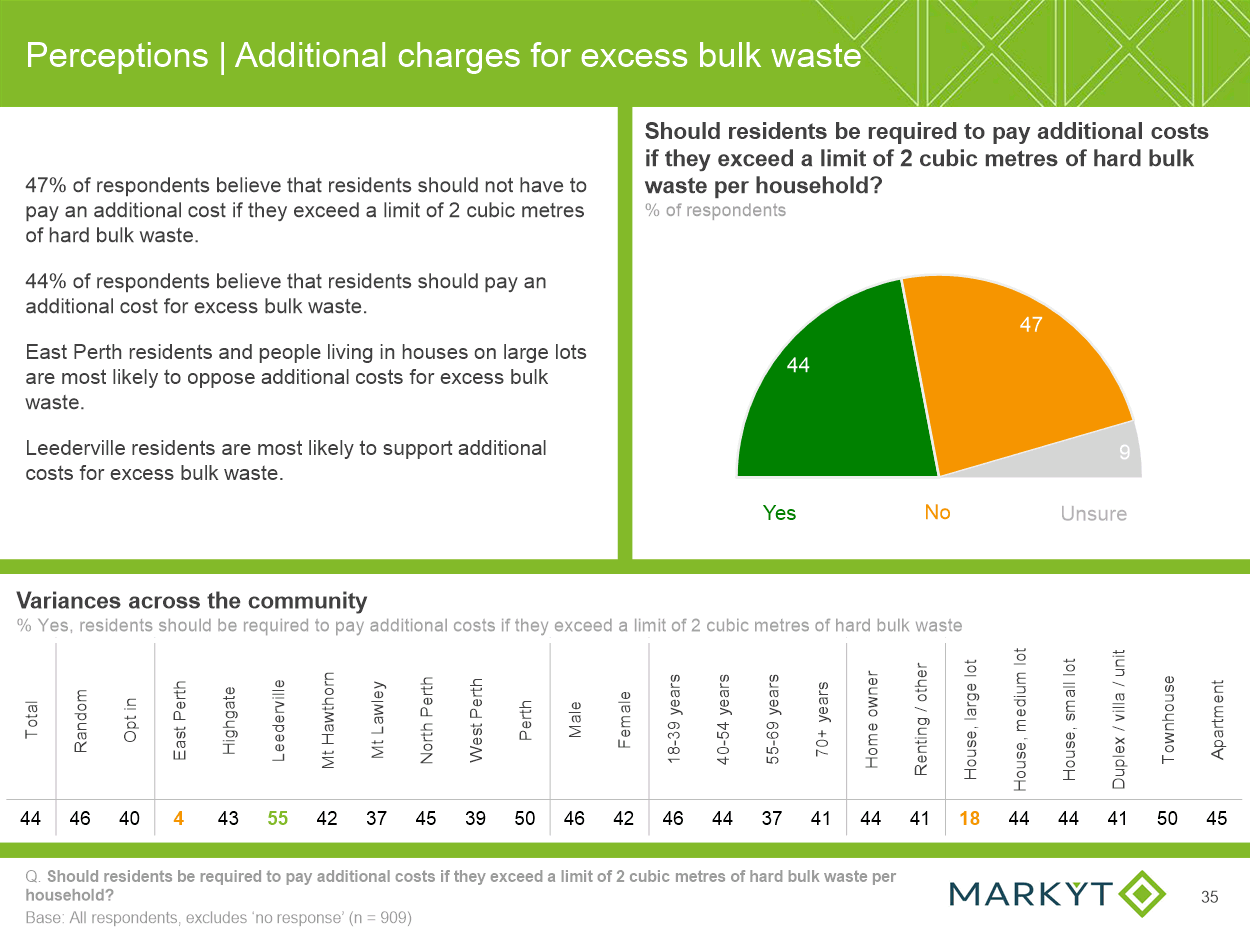 Perceptions | Additional charges for excess bulk waste
47% of respondents believe that residents should not have to
pay an additional cost if they exceed a limit of 2 cubic metres
of hard bulk waste.
44% of respondents believe that residents should pay an
additional cost for excess bulk waste.
East Perth residents and people living in houses on large lots
are most likely to oppose additional costs for excess bulk
waste.
Leederville residents are most likely to support additional
costs for excess bulk waste.
Should residents be required to pay additional costs
if they exceed a limit of 2 cubic metres of hard bulk
waste per household?
% of respondents
44
47
9
Yes
No
Unsure
Variances across the community
% Yes, residents should be required to pay additional costs if they exceed a limit of 2 cubic metres of hard bulk waste
Total
Random
Opt in
East Perth
Highgate
Leederville
Mt Hawthorn
Mt Lawley
North Perth
West Perth
Perth
Male
Female
18-39 years
40-54 years
55-69 years
70+ years
Home owner
Renting / other
House, large lot
House, medium lot
House, small lot
Duplex / villa / unit
Townhouse
Apartment
44 46 40 4 43 55 42 37 45 39 50 46 42 46 44 37 41 44 41 18 44 44 41 50 45
Q. Should residents be required to pay additional costs if they exceed a limit of 2 cubic metres of hard bulk waste per
household?
Base: All respondents, excludes ‘no response’ (n = 909)
MARKYT
35